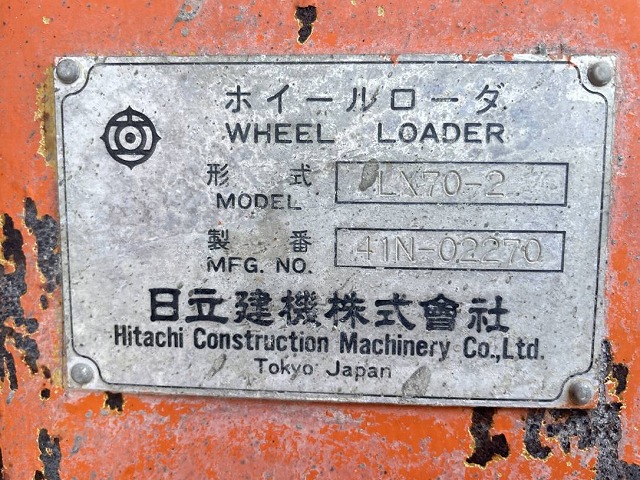 ホイールローダ
WHEEL LOADER
形式 LX70-2
MODEL
製番 41N-02270
MFG. NO.
日立建機株式會社
Hitachi Construction Machinery Co.,Ltd.
Tokyo Japan